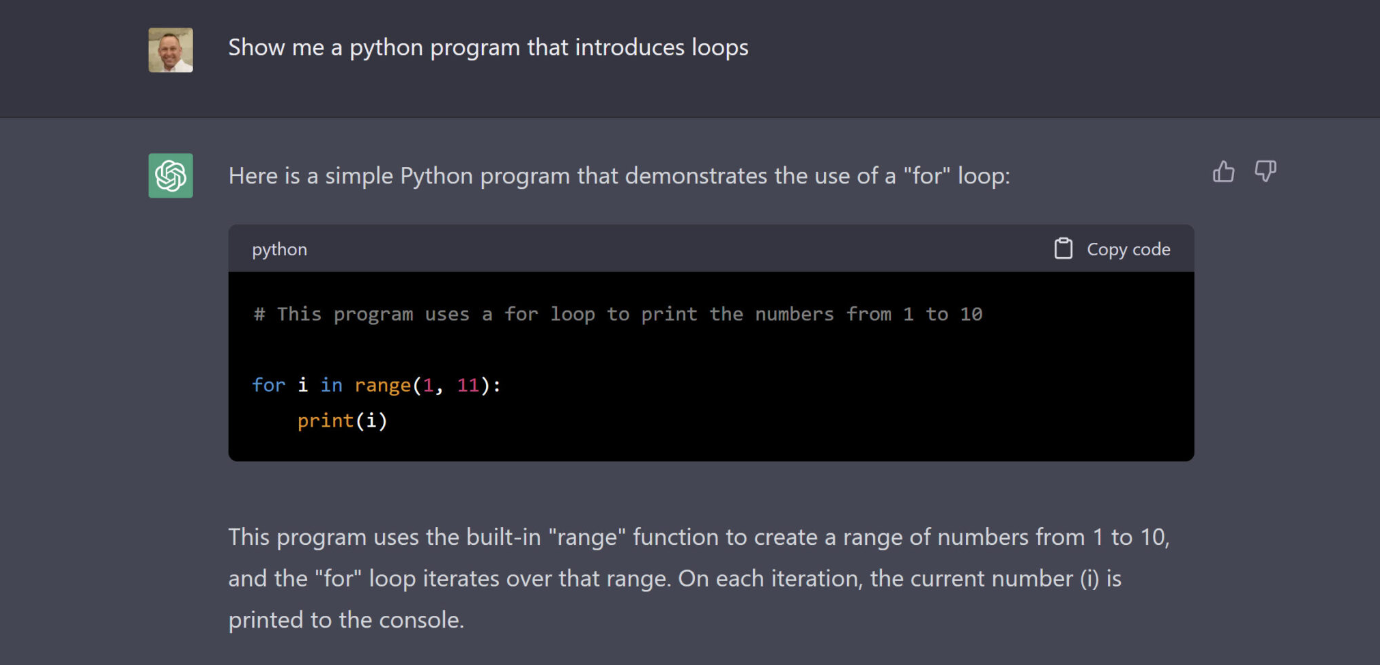 Show me a python program that introduces loops
Here is a simple Python program that demonstrates the use of a "for" loop:
python
Copy code
# This program uses a for loop to print the numbers from 1 to 10
for i in range(1, 11):
    print(i)
This program uses the built-in "range" function to create a range of numbers from 1 to 10,
and the "for" loop iterates over that range. On each iteration, the current number (i) is
printed to the console.